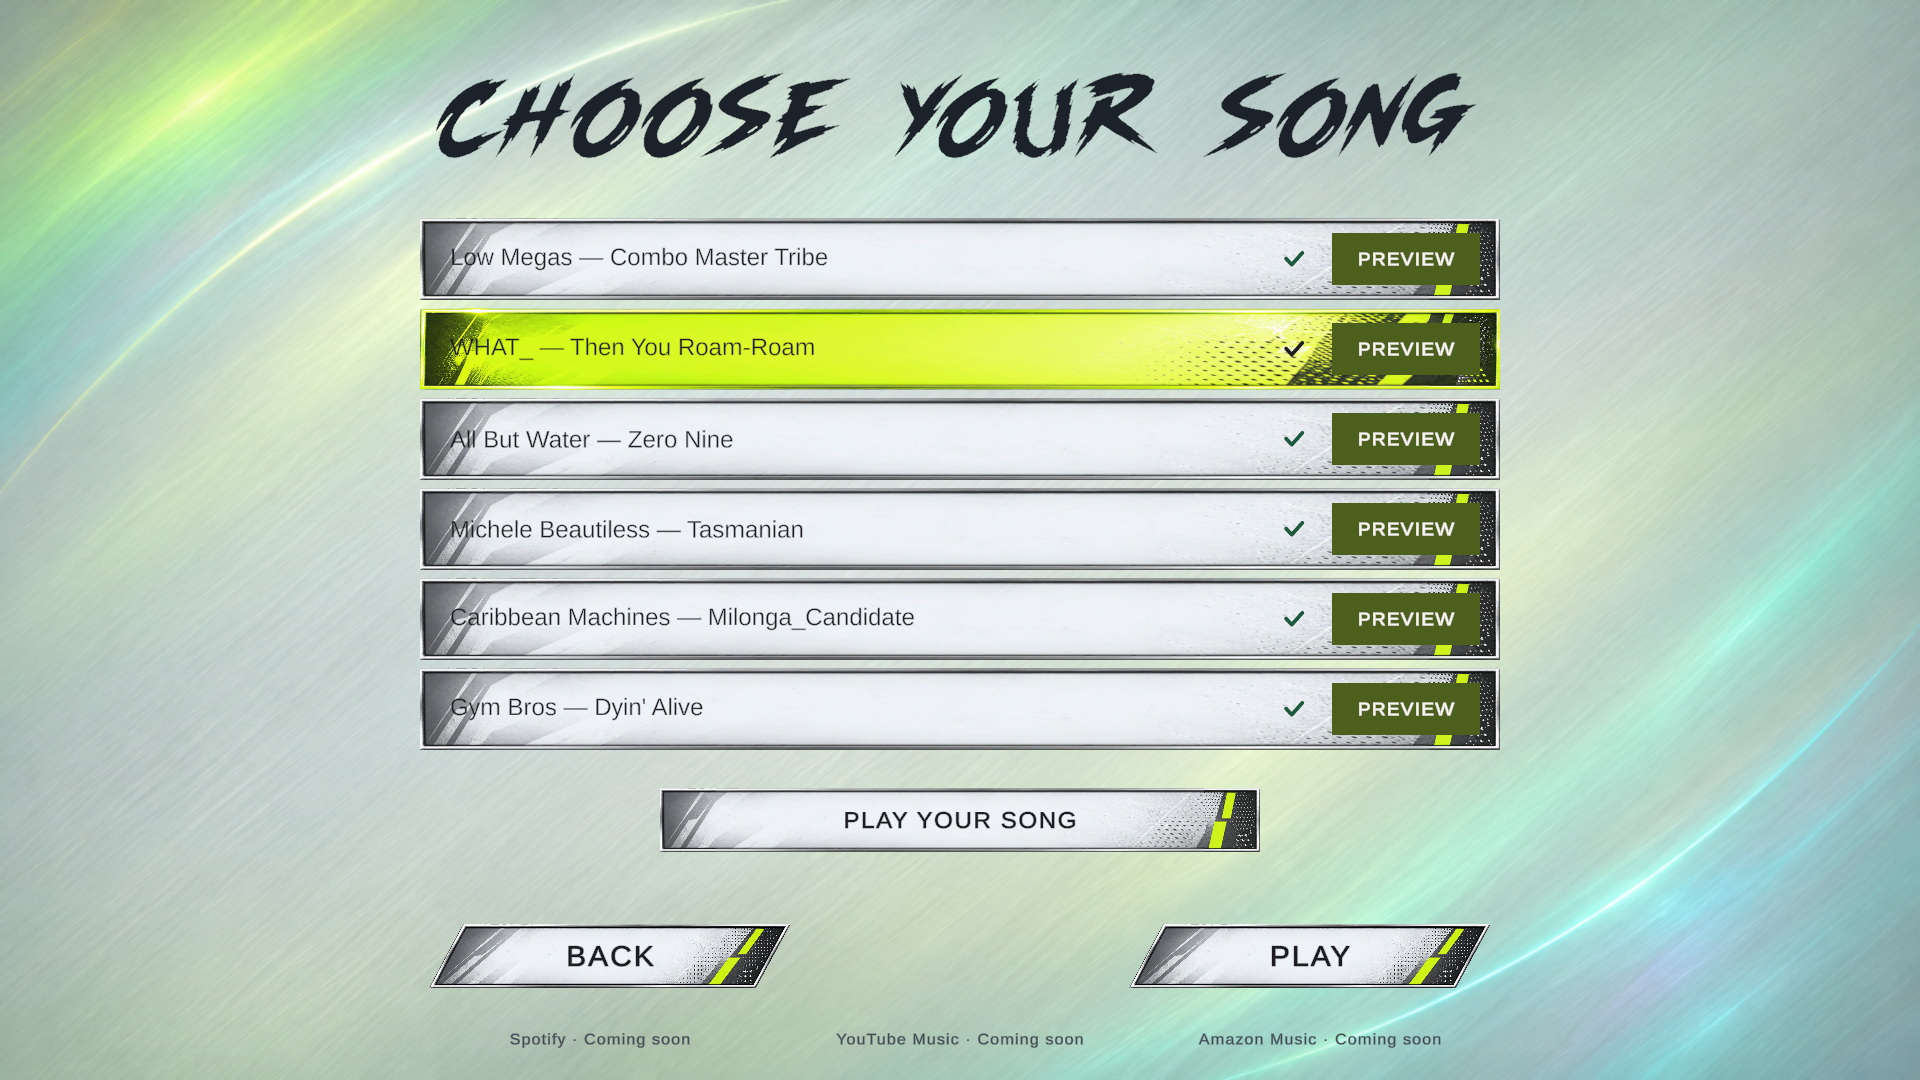 CHOOSE YOUR SONG
Low Megas — Combo Master Tribe
PREVIEW
WHAT_ — Then You Roam-Roam
PREVIEW
All But Water — Zero Nine
PREVIEW
Michele Beautiless — Tasmanian
PREVIEW
Caribbean Machines — Milonga_Candidate
PREVIEW
Gym Bros — Dyin' Alive
PREVIEW
PLAY YOUR SONG
BACK
PLAY
Spotify · Coming soon
YouTube Music · Coming soon
Amazon Music · Coming soon